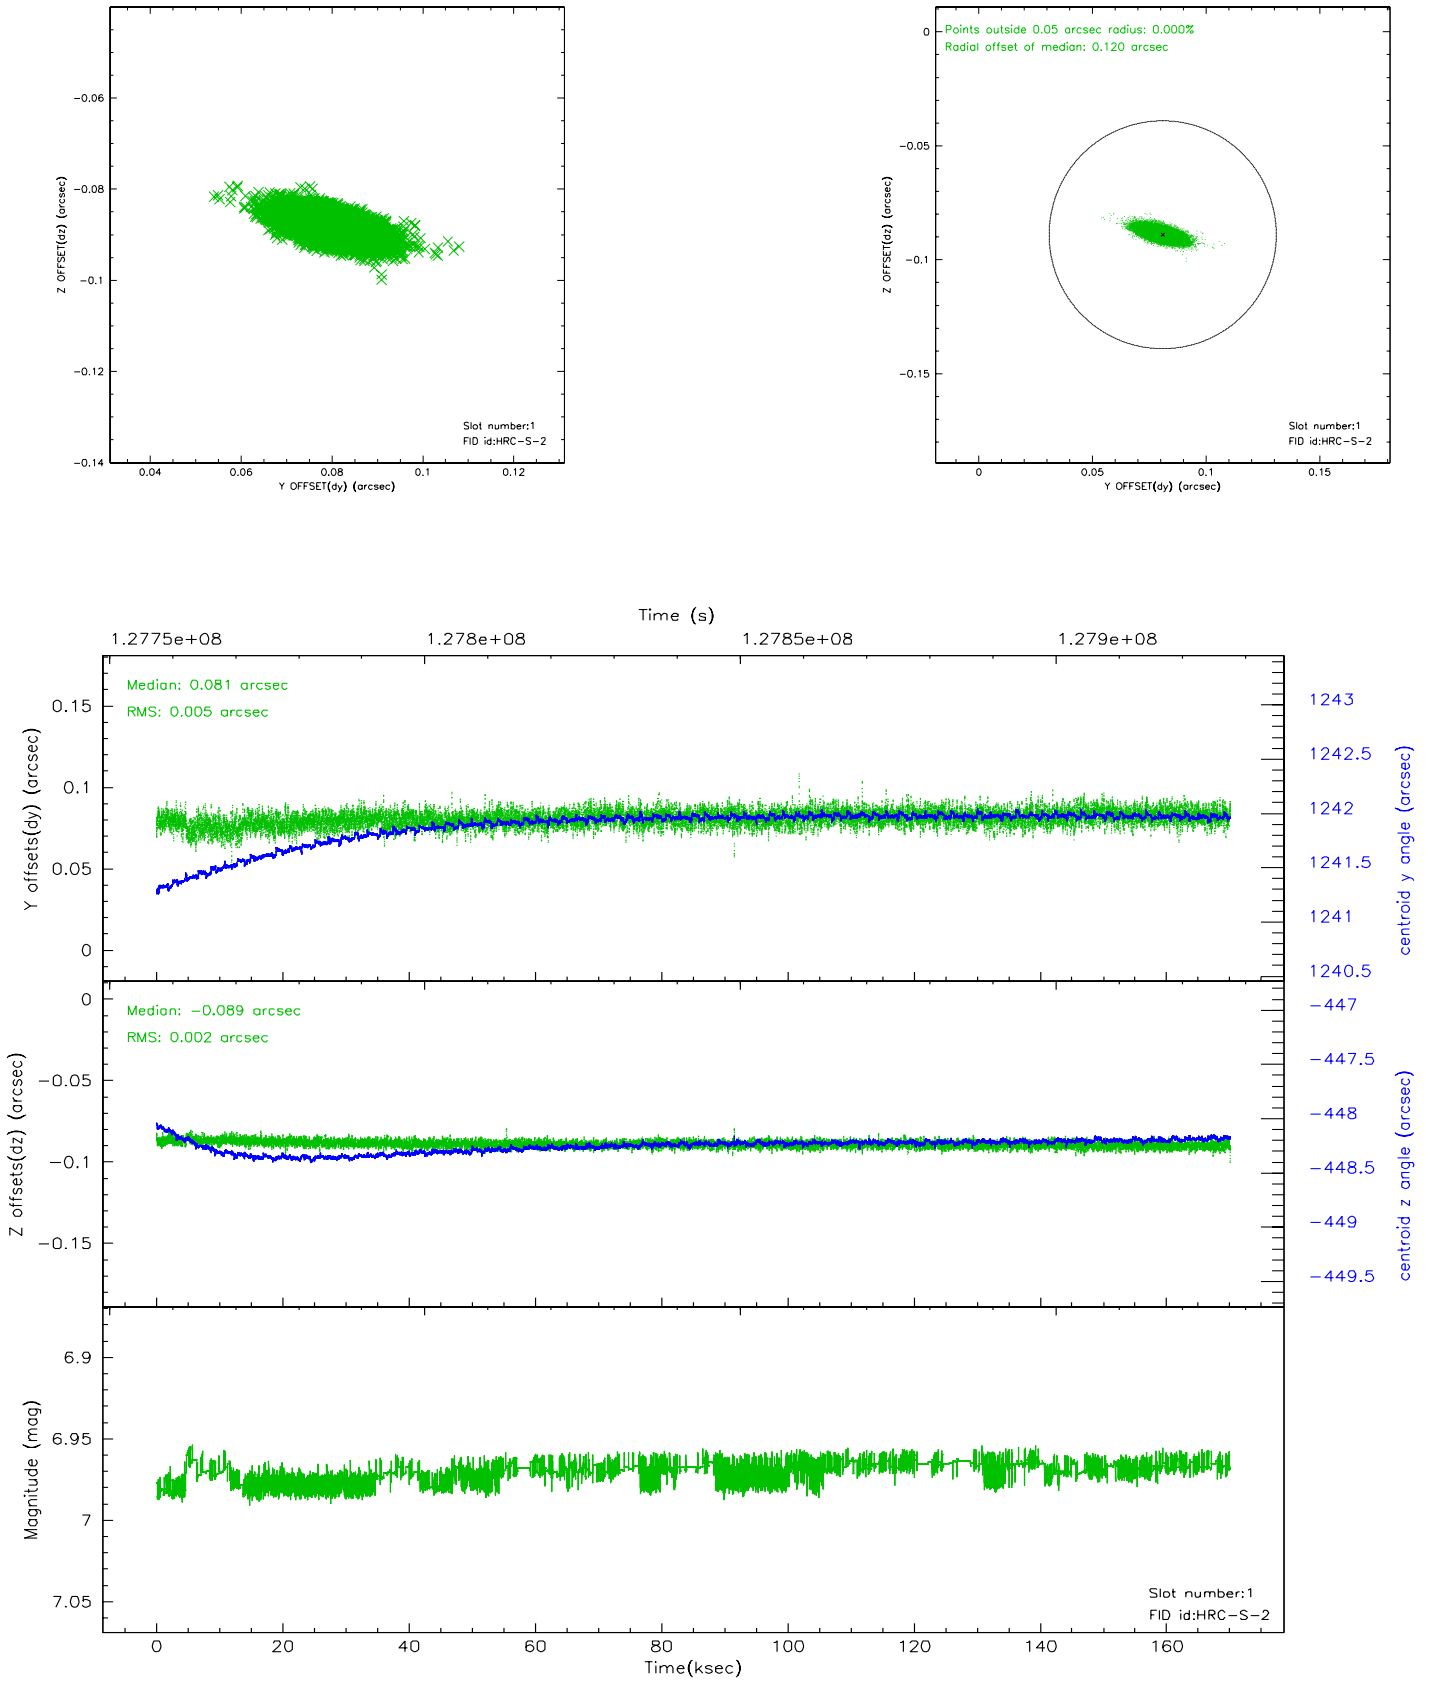 −0.06
−0.08
−0.1
−0.12
−0.14
Z OFFSET(dz) (arcsec)
0.04 0.06 0.08 0.1 0.12
Y OFFSET(dy) (arcsec)
Slot number:1
FID id:HRC−S−2
Points outside 0.05 arcsec radius: 0.000%
Radial offset of median: 0.120 arcsec
0
−0.05
−0.1
−0.15
Z OFFSET(dz) (arcsec)
0 0.05 0.1 0.15
Y OFFSET(dy) (arcsec)
Slot number:1
FID id:HRC−S−2
Time (s)
1.2775e+08 1.278e+08 1.2785e+08 1.279e+08
Median: 0.081 arcsec
RMS: 0.005 arcsec
0.15
0.1
0.05
0
Y offsets(dy) (arcsec)
1243
1242.5
1242
1241.5
1241
1240.5
centroid y angle (arcsec)
Median: −0.089 arcsec
RMS: 0.002 arcsec
0
−0.05
−0.1
−0.15
Z offsets(dz) (arcsec)
−447
−447.5
−448
−448.5
−449
−449.5
centroid z angle (arcsec)
6.9
6.95
7
7.05
Magnitude (mag)
Slot number:1
FID id:HRC−S−2
0 20 40 60 80 100 120 140 160
Time(ksec)